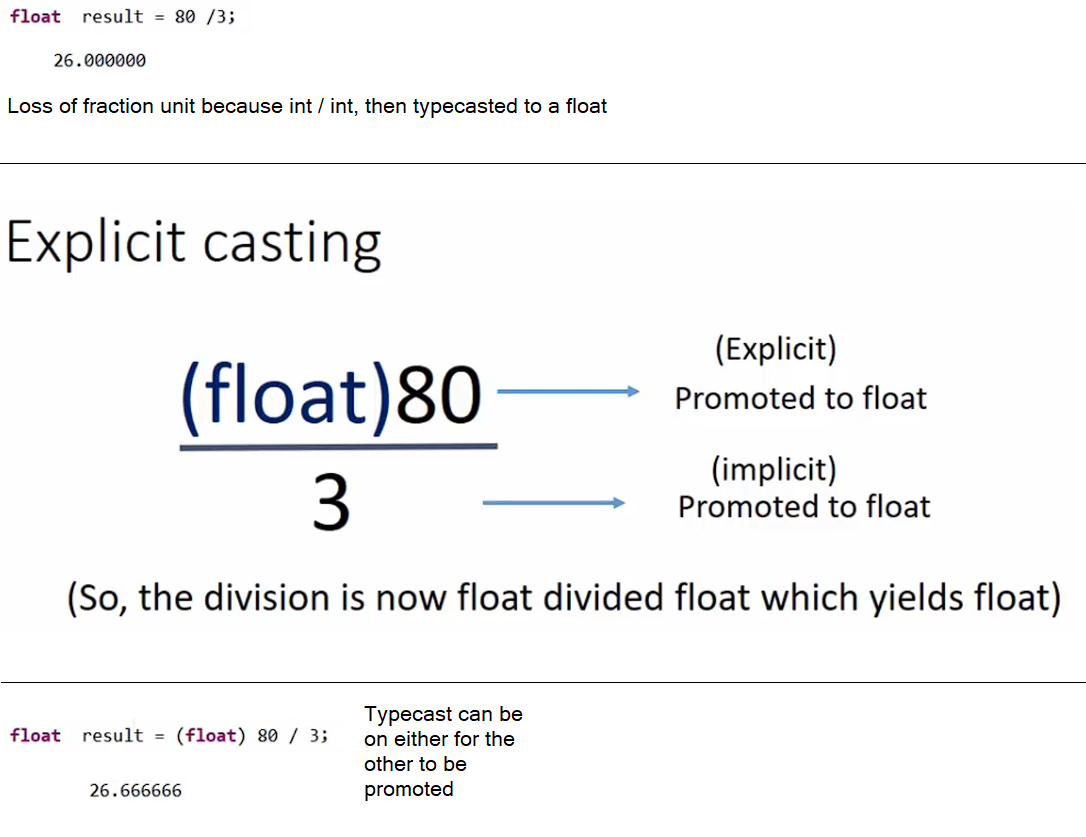 float result = 80 /3;
26.000000
Loss of fraction unit because int / int, then typecasted to a float
Explicit casting
(float)80
(Explicit)
Promoted to float
3
(implicit)
Promoted to float
(So, the division is now float divided float which yields float)
float result = (float) 80 / 3;
26.666666
Typecast can be
on either for the
other to be
promoted